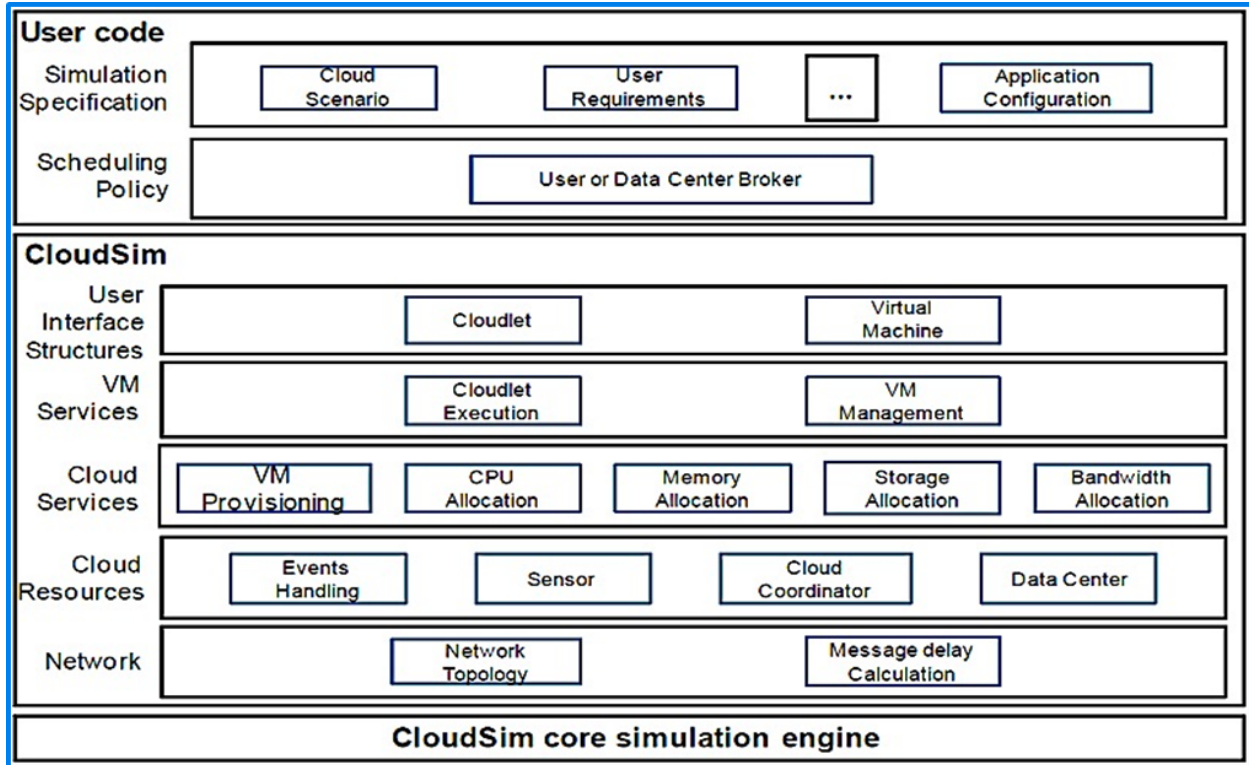 User code
Simulation
Specification
Cloud
Scenario
User
Requirements
...
Application
Configuration
Scheduling
Policy
User or Data Center Broker
CloudSim
User
Interface
Structures
Cloudlet
Virtual
Machine
VM
Services
Cloudlet
Execution
VM
Management
Cloud
Services
VM
Provisioning
CPU
Allocation
Memory
Allocation
Storage
Allocation
Bandwidth
Allocation
Cloud
Resources
Events
Handling
Sensor
Cloud
Coordinator
Data Center
Network
Network
Topology
Message delay
Calculation
CloudSim core simulation engine